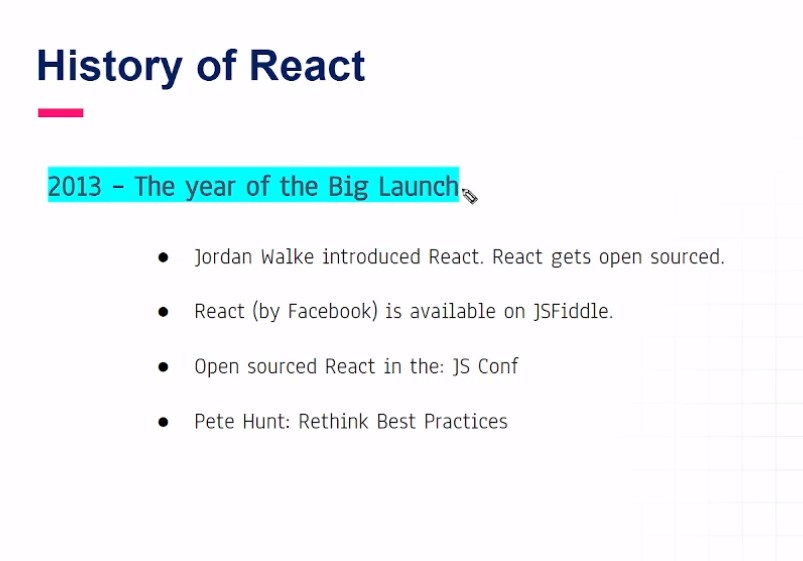 History of React
2013 – The year of the Big Launch
● Jordan Walke introduced React. React gets open sourced.
● React (by Facebook) is available on JSFiddle.
● Open sourced React in the: JS Conf
● Pete Hunt: Rethink Best Practices